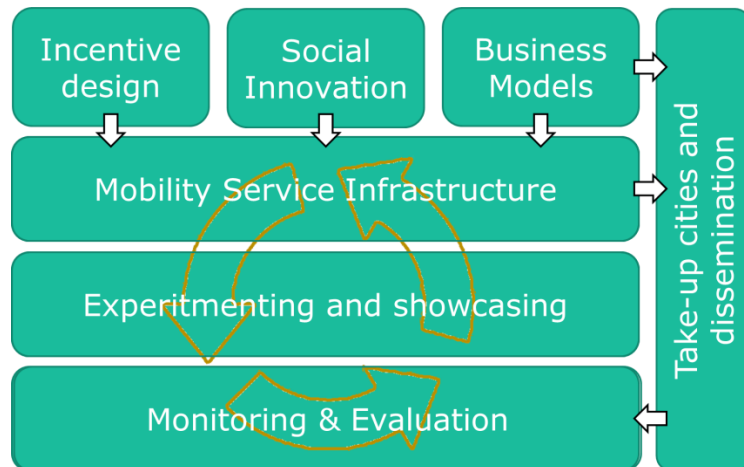 Incentive
design
Social
Innovation
Business
Models
Mobility Service Infrastructure
Experitmenting and showcasing
Monitoring & Evaluation
Take-up cities and
dissemination